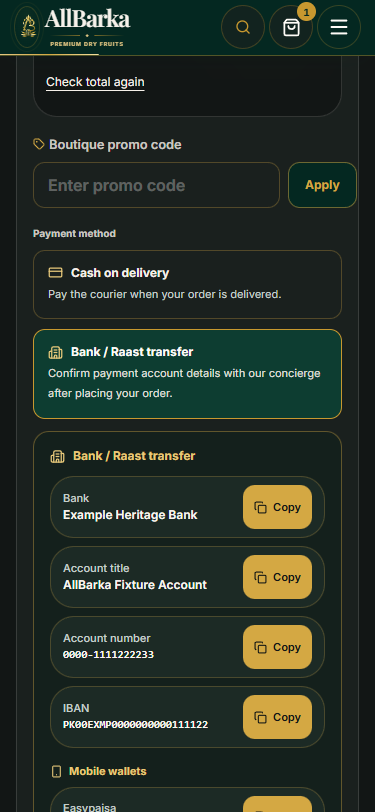 AllBarka
PREMIUM DRY FRUITS
1
Check total again
Boutique promo code
Enter promo code
Apply
Payment method
Cash on delivery
Pay the courier when your order is delivered.
Bank / Raast transfer
Confirm payment account details with our concierge
after placing your order.
Bank / Raast transfer
Bank
Example Heritage Bank
Copy
Account title
AllBarka Fixture Account
Copy
Account number
0000-1111222233
Copy
IBAN
PK00EXMP0000000000111122
Copy
Mobile wallets
Easypaisa